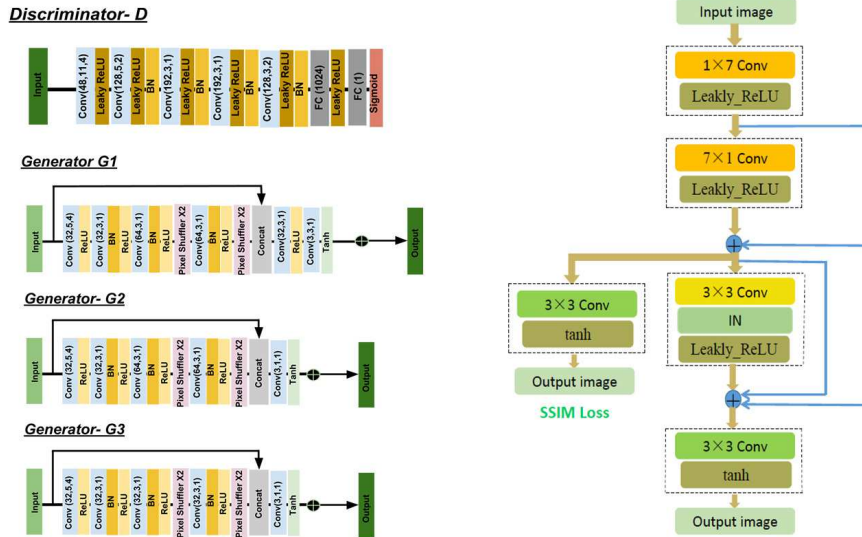 Discriminator- D
Input
Conv(48,11,4)
Leaky ReLU
Conv(128,5,2)
Leaky ReLU
BN
Conv(192,3,1)
Leaky ReLU
BN
Conv(192,3,1)
Leaky ReLU
BN
Conv(128,3,2)
Leaky ReLU
BN
FC (1024)
Leaky ReLU
FC (1)
Sigmoid
Generator G1
Input
Conv (32,5,4)
ReLU
Conv (32,3,1)
BN
ReLU
Conv (64,3,1)
BN
ReLU
Pixel Shuffler X2
Conv(64,3,1)
BN
ReLU
Pixel Shuffler X2
Concat
Conv(32,3,1)
Conv(3,3,1)
Tanh
Output
Generator- G2
Input
Conv (32,5,4)
ReLU
Conv (32,3,1)
BN
ReLU
Conv (64,3,1)
BN
ReLU
Pixel Shuffler X2
Conv(64,3,1)
BN
ReLU
Pixel Shuffler X2
Concat
Conv(3,1,1)
Tanh
Output
Generator- G3
Input
Conv (32,5,4)
ReLU
Conv (32,3,1)
BN
ReLU
Conv (32,3,1)
BN
ReLU
Pixel Shuffler X2
Conv(32,3,1)
BN
ReLU
Pixel Shuffler X2
Concat
Conv(3,1,1)
Tanh
Output
Input image
1×7 Conv
Leakly_ReLU
7×1 Conv
Leakly_ReLU
3×3 Conv
tanh
Output image
SSIM Loss
3×3 Conv
IN
Leakly_ReLU
3×3 Conv
tanh
Output image